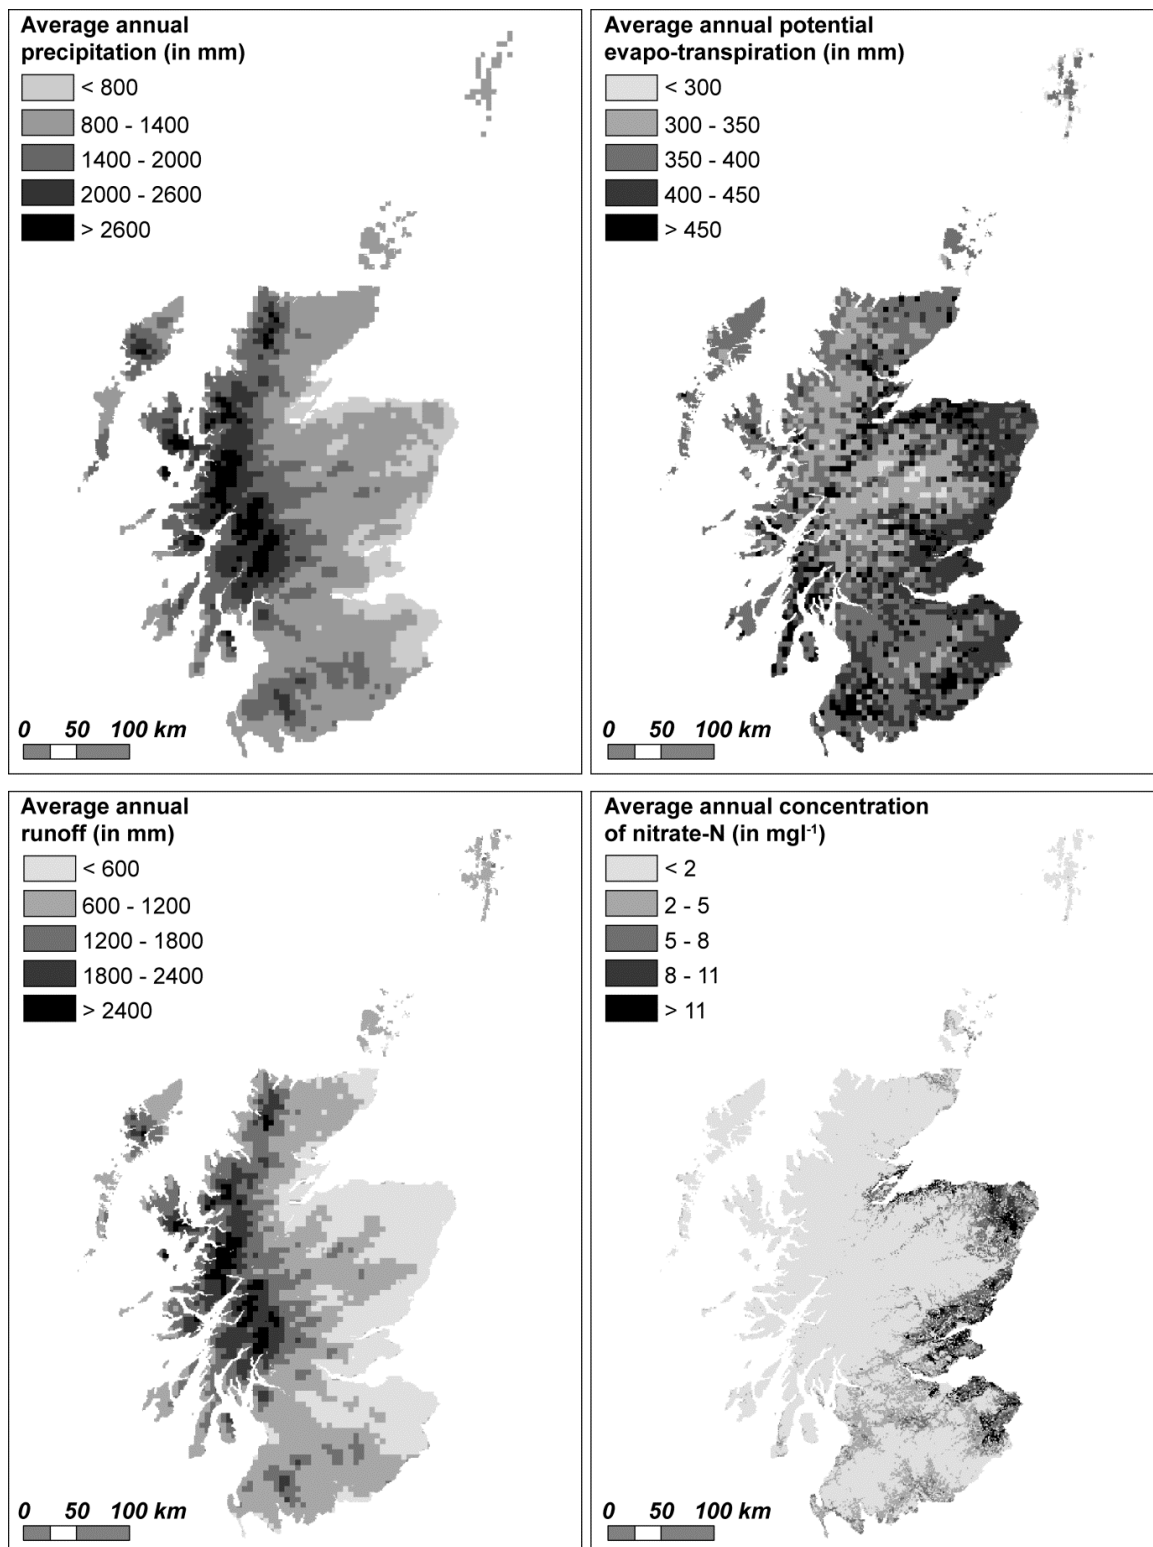 Average annual
precipitation (in mm)
< 800
800 - 1400
1400 - 2000
2000 - 2600
> 2600
0 50 100 km
Average annual potential
evapo-transpiration (in mm)
< 300
300 - 350
350 - 400
400 - 450
> 450
0 50 100 km
Average annual
runoff (in mm)
< 600
600 - 1200
1200 - 1800
1800 - 2400
> 2400
0 50 100 km
Average annual concentration
of nitrate-N (in mgl⁻¹)
< 2
2 - 5
5 - 8
8 - 11
> 11
0 50 100 km